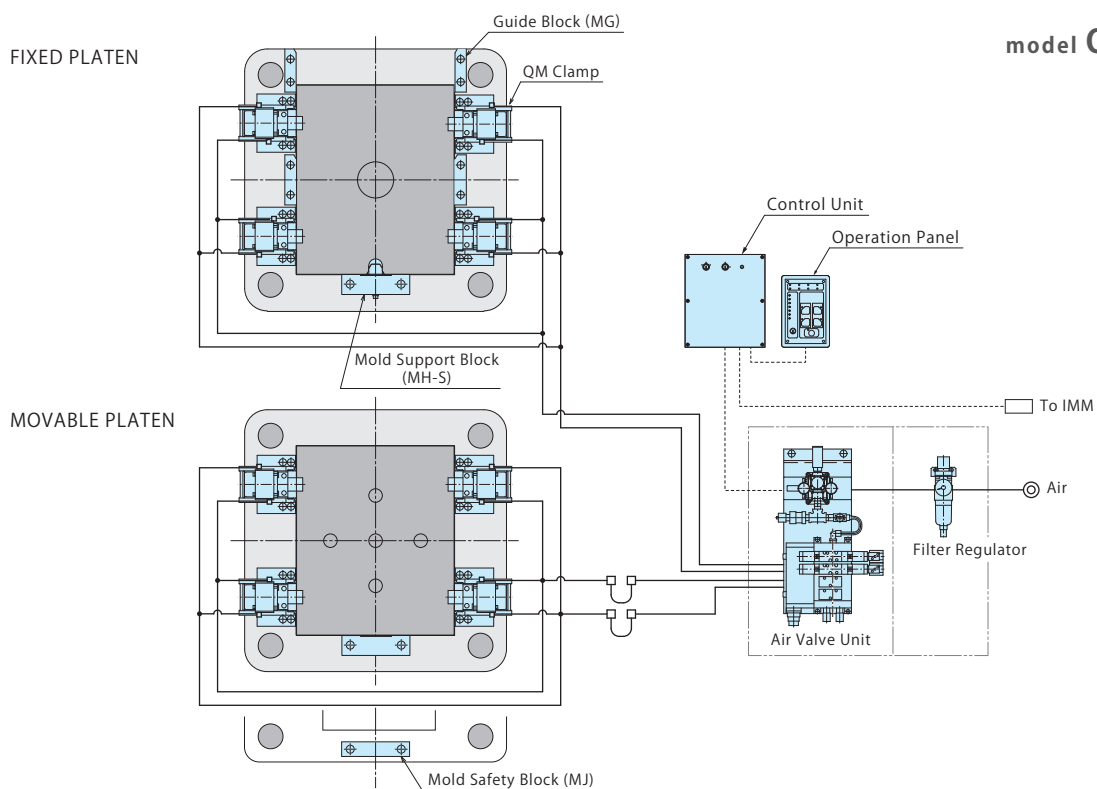 Guide Block (MG)
FIXED PLATEN
model
QM Clamp
Control Unit
Operation Panel
Mold Support Block
(MH-S)
To IMM
MOVABLE PLATEN
Air
Filter Regulator
Air Valve Unit
Mold Safety Block (MJ)